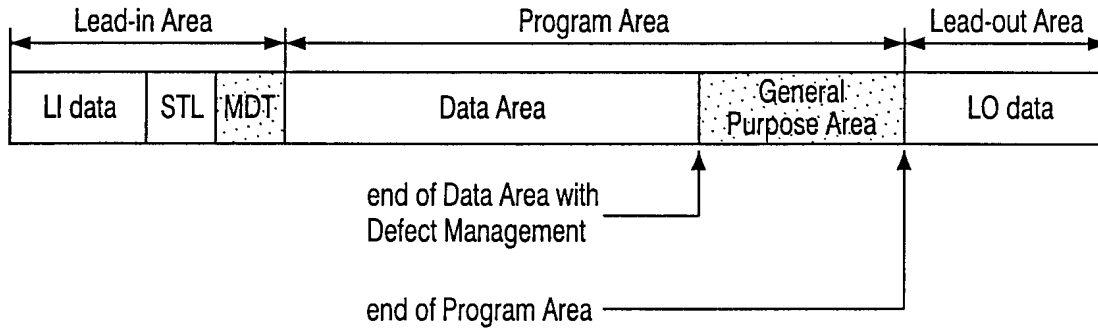 Lead-in Area
Program Area
Lead-out Area
LI data
STL
MDT
Data Area
General
Purpose Area
LO data
end of Data Area with
Defect Management
end of Program Area